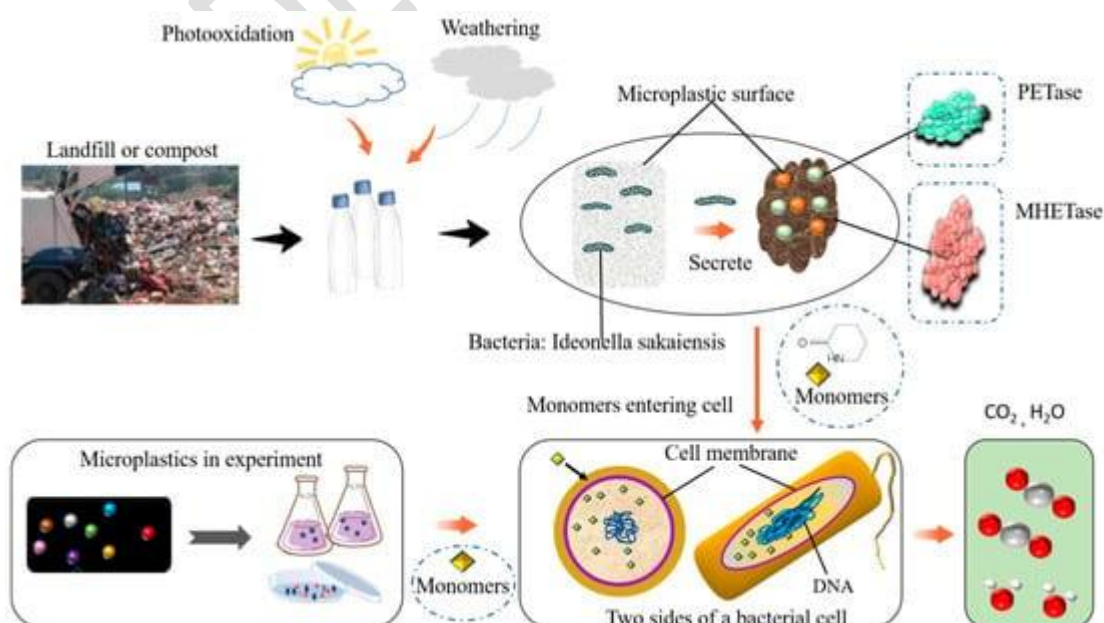 Photooxidation
Weathering
Landfill or compost
Microplastic surface
PETase
MHETase
Secrete
Bacteria: Ideonella sakaiensis
O
HN
Monomers
Monomers entering cell
CO₂ , H₂O
Microplastics in experiment
Monomers
Cell membrane
DNA
Two sides of a bacterial cell